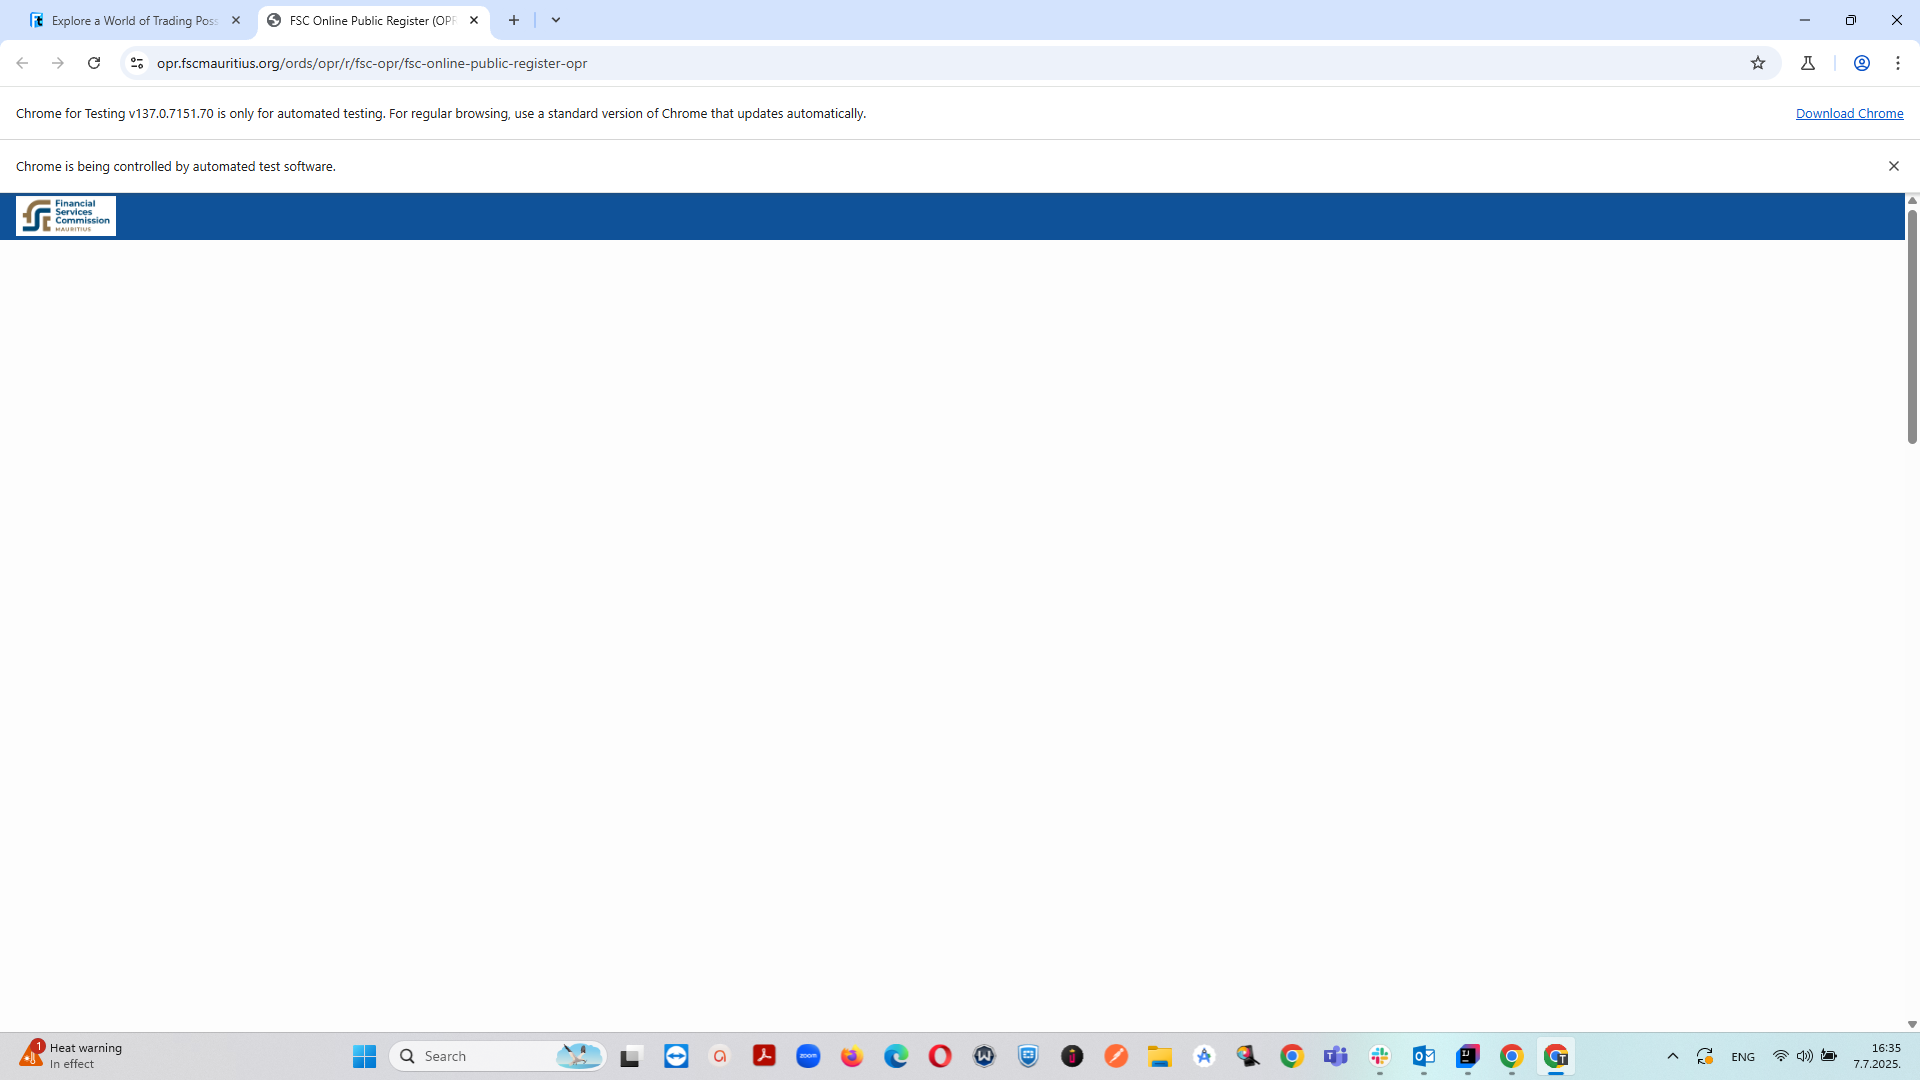 Explore a World of Trading Poss
FSC Online Public Register (OPR
opr.fscmauritius.org/ords/opr/r/fsc-opr/fsc-online-public-register-opr
Chrome for Testing v137.0.7151.70 is only for automated testing. For regular browsing, use a standard version of Chrome that updates automatically.
Download Chrome
Chrome is being controlled by automated test software.
Financial
Services
Commission
MAURITIUS
1
Heat warning
In effect
Search
zoom
ENG
16:35
7.7.2025.